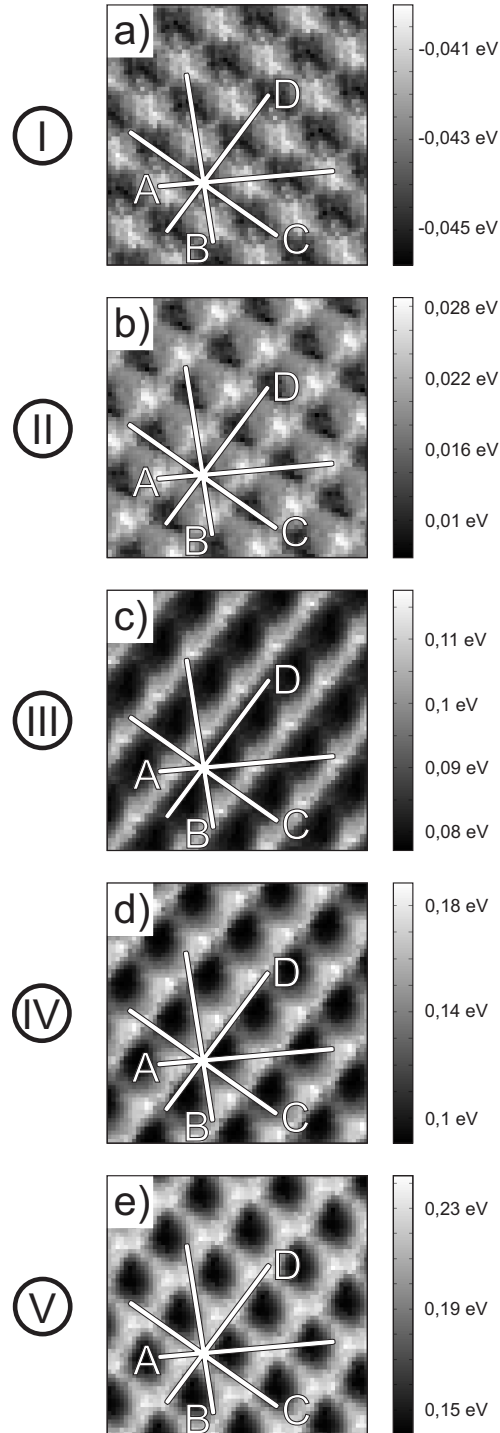 a)
I
D
A
B
C
-0,041 eV
-0,043 eV
-0,045 eV
b)
II
D
A
B
C
0,028 eV
0,022 eV
0,016 eV
0,01 eV
c)
III
D
A
B
C
0,11 eV
0,1 eV
0,09 eV
0,08 eV
d)
IV
D
A
B
C
0,18 eV
0,14 eV
0,1 eV
e)
V
D
A
B
C
0,23 eV
0,19 eV
0,15 eV